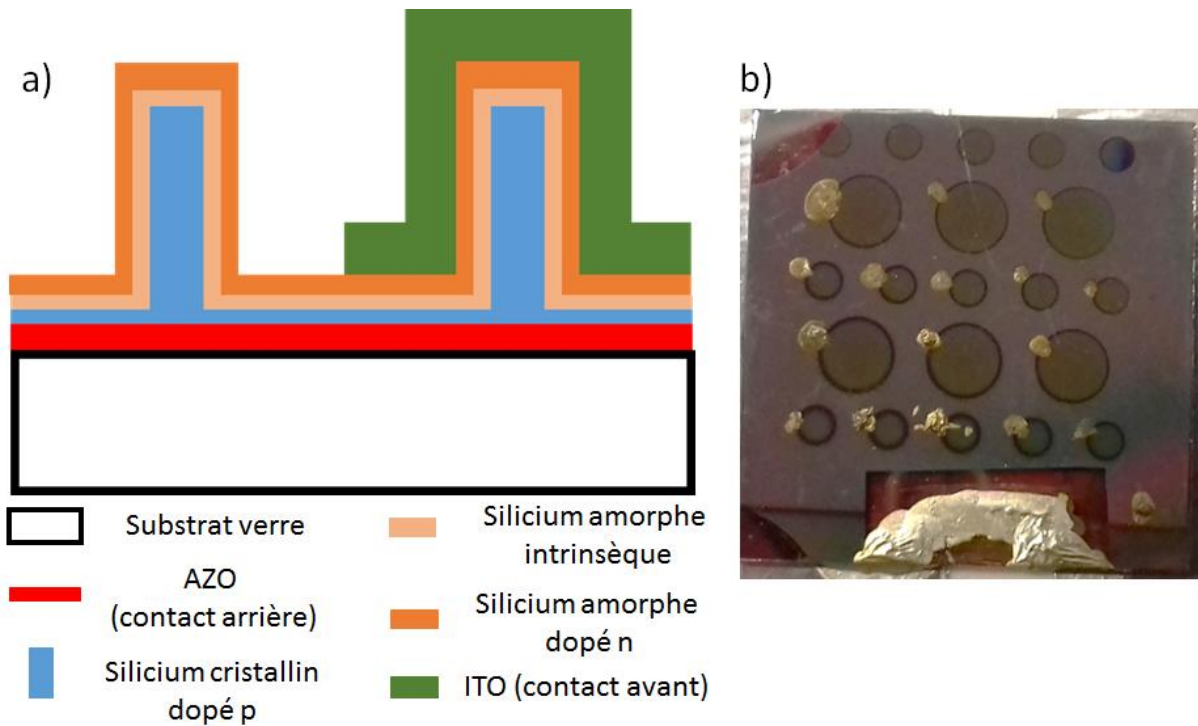 a)
b)
Substrat verre
AZO
(contact arrière)
Silicium cristallin
dopé p
Silicium amorphe
intrinsèque
Silicium amorphe
dopé n
ITO (contact avant)